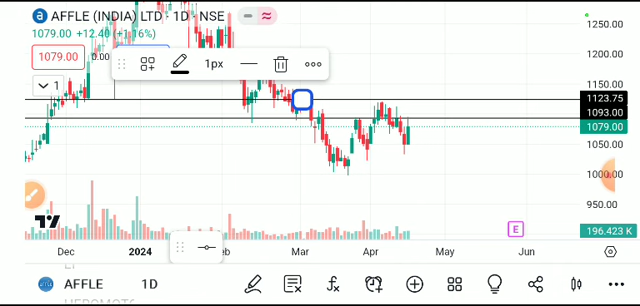 AFFLE (INDIA) LTD · 1D · NSE
1079.00 +12.40 (+1.16%)
1079.00
0.00
1px
1
1250.00
1200.00
1150.00
1123.75
1093.00
1079.00
1050.00
1000.00
950.00
196.423 K
E
Dec 2024 eb Mar Apr May Jun
AFFLE 1D